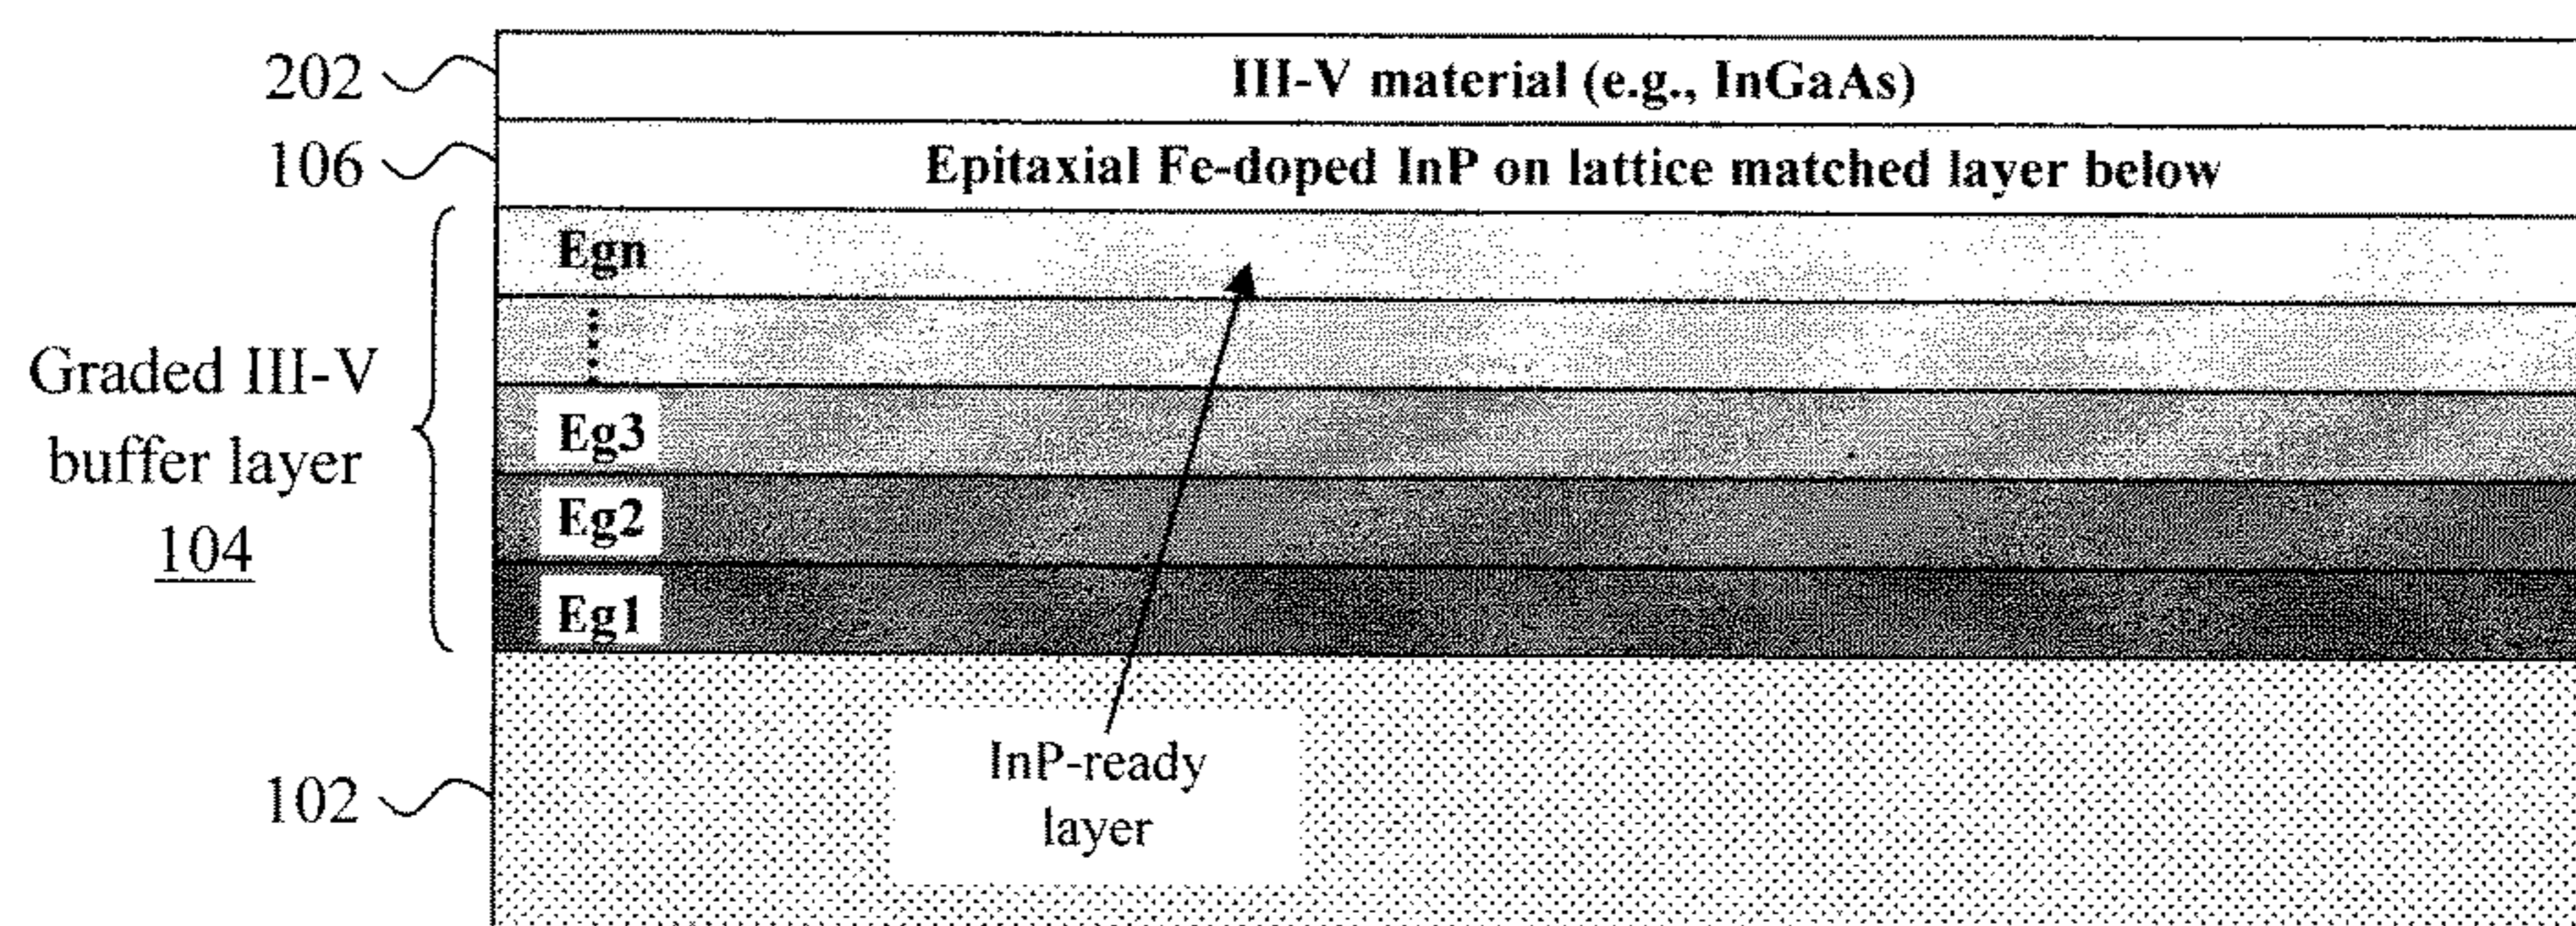 202
III-V material (e.g., InGaAs)
106
Epitaxial Fe-doped InP on lattice matched layer below
Egn
Graded III-V
buffer layer
104
Eg3
Eg2
Eg1
102
InP-ready
layer